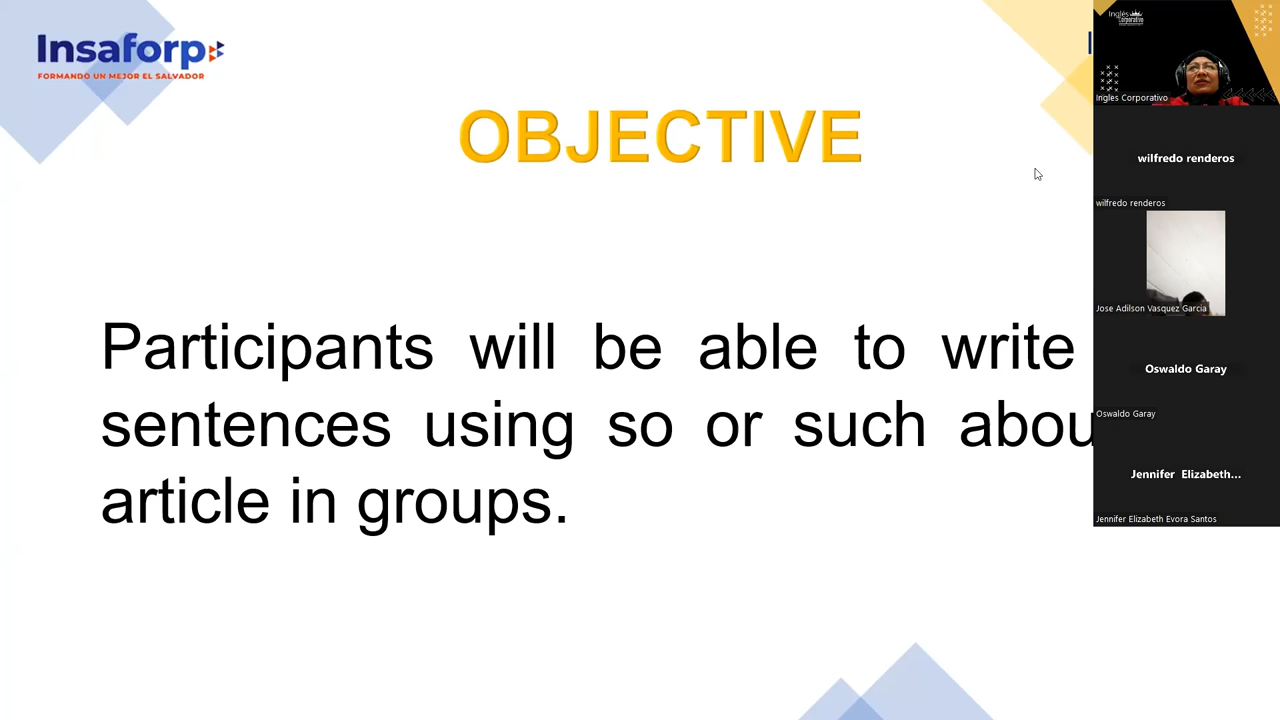 Insaforp
FORMANDO UN MEJOR EL SALVADOR
OBJECTIVE
Participants will be able to write
sentences using so or such abou
article in groups.
Inglés
Corporativo
Ingles Corporativo
wilfredo renderos
wilfredo renderos
Jose Adilson Vasquez Garcia
Oswaldo Garay
Oswaldo Garay
Jennifer Elizabeth...
Jennifer Elizabeth Evora Santos